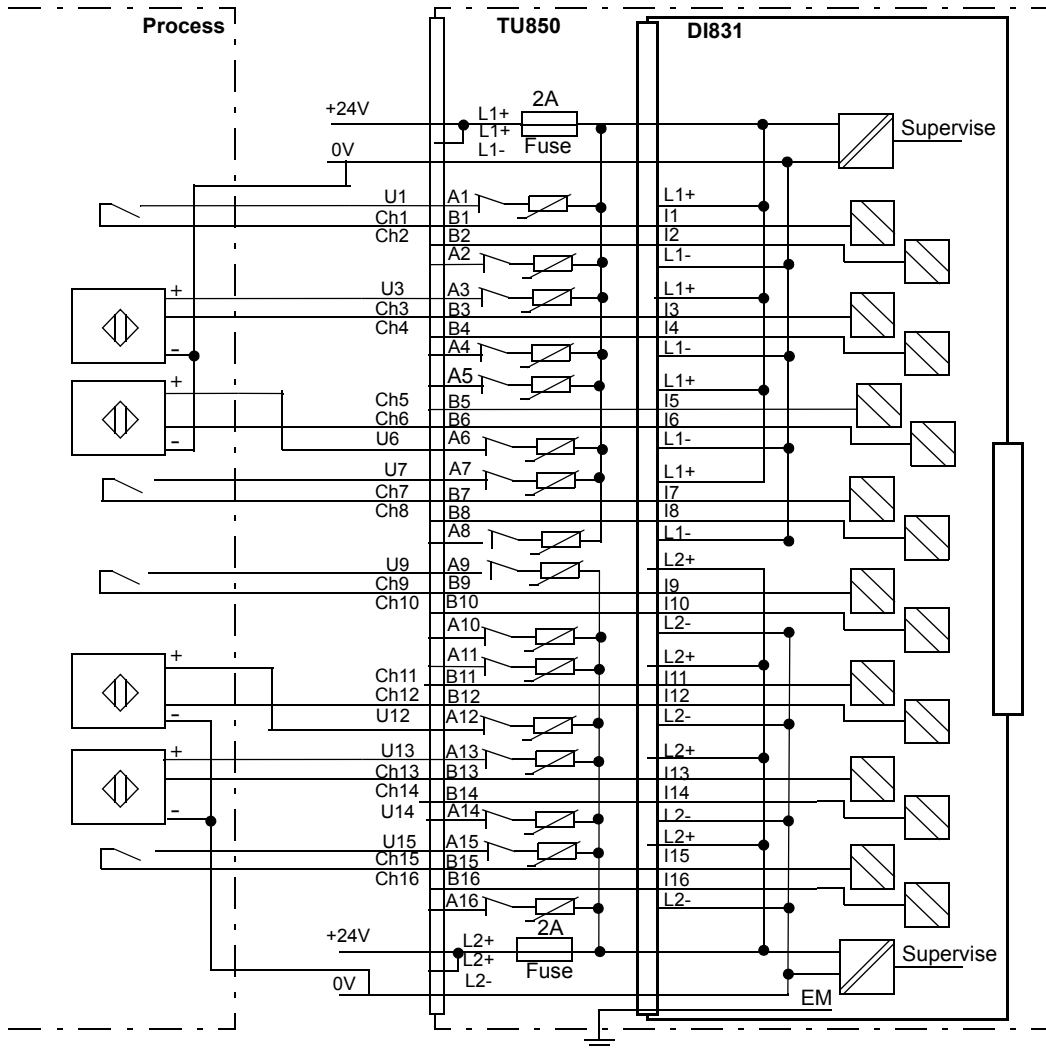 Process
TU850
DI831
+24V
L1+
L1+
L1-
2A
Fuse
0V
Supervise
U1
A1
L1+
Ch1
B1
I1
Ch2
B2
I2
A2
L1-
+
U3
A3
L1+
Ch3
B3
I3
Ch4
B4
I4
-
A4
L1-
+
A5
L1+
Ch5
B5
I5
Ch6
B6
I6
-
U6
A6
L1-
U7
A7
L1+
Ch7
B7
I7
Ch8
B8
I8
A8
L1-
U9
A9
L2+
Ch9
B9
I9
Ch10
B10
I10
A10
L2-
+
A11
L2+
Ch11
B11
I11
Ch12
B12
I12
-
U12
A12
L2-
+
U13
A13
L2+
Ch13
B13
I13
Ch14
B14
I14
-
U14
A14
L2-
U15
A15
L2+
Ch15
B15
I15
Ch16
B16
I16
A16
L2-
+24V
L2+
L2+
L2-
2A
Fuse
0V
Supervise
EM